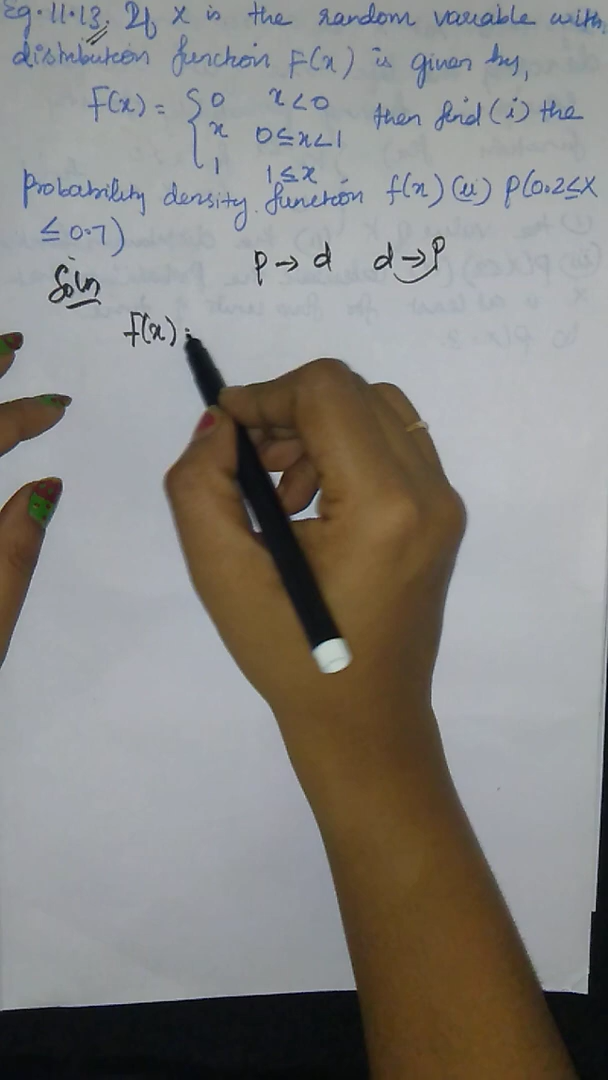 Eg. 11.13. If X is the random variable with
distribution function F(x) is given by,
F(x) = { 0 x < 0
x 0 ≤ x < 1 then find (i) the
1 1 ≤ x
probability density function f(x) (ii) P(0.2 ≤ X
≤ 0.7)
P → d d → P
Soln
f(x)